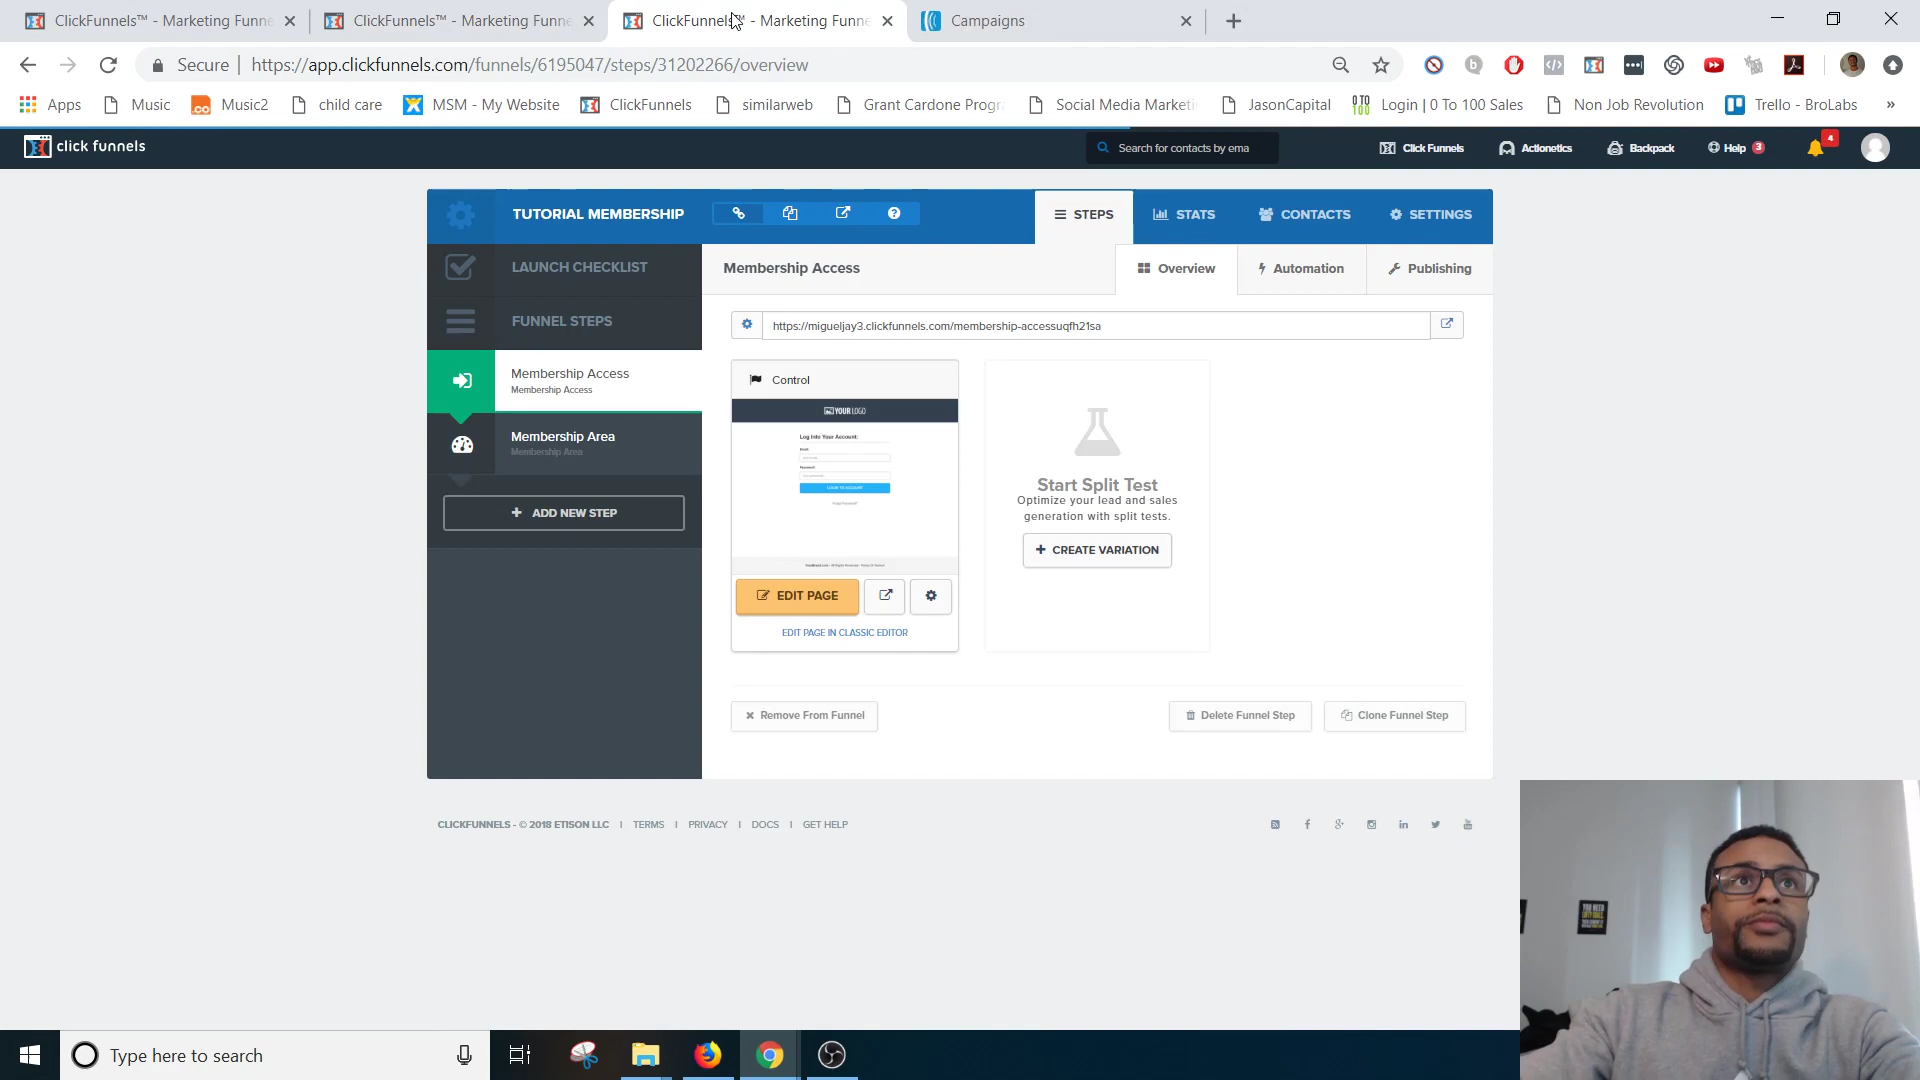 ClickFunnels™ - Marketing Funne
ClickFunnels™ - Marketing Funne
ClickFunnels™ - Marketing Funne
Campaigns
Secure | https://app.clickfunnels.com/funnels/6195047/steps/31202266/overview
Apps
Music
Music2
child care
MSM - My Website
ClickFunnels
similarweb
Grant Cardone Progra
Social Media Marketi
JasonCapital
Login | 0 To 100 Sales
Non Job Revolution
Trello - BroLabs
»
click funnels
Search for contacts by ema
Click Funnels
Actionetics
Backpack
Help 3
4
TUTORIAL MEMBERSHIP
STEPS
STATS
CONTACTS
SETTINGS
LAUNCH CHECKLIST
FUNNEL STEPS
Membership Access
Membership Access
Membership Area
Membership Area
+ ADD NEW STEP
Membership Access
Overview
Automation
Publishing
https://migueljay3.clickfunnels.com/membership-accessuqfh21sa
Control
YOUR LOGO
Log Into Your Account:
Email
Password
LOGIN TO ACCOUNT
EDIT PAGE
EDIT PAGE IN CLASSIC EDITOR
Start Split Test
Optimize your lead and sales
generation with split tests.
+ CREATE VARIATION
Remove From Funnel
Delete Funnel Step
Clone Funnel Step
CLICKFUNNELS - © 2018 ETISON LLC | TERMS | PRIVACY | DOCS | GET HELP
Type here to search